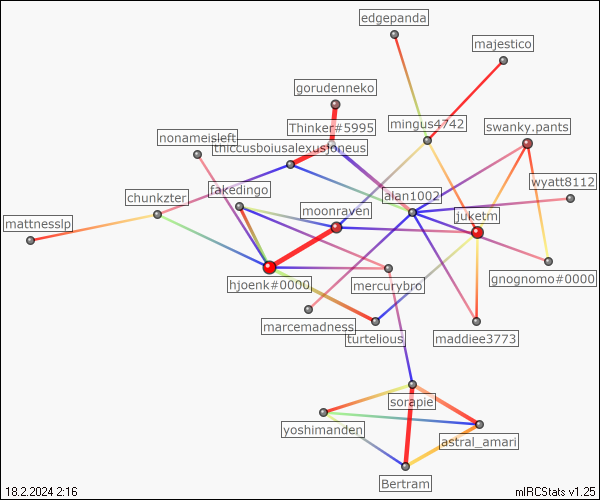 edgepanda
majestico
gorudenneko
Thinker#5995
mingus4742
swanky.pants
nonameisleft
thiccusboiusalexusjoneus
wyatt8112
fakedingo
alan1002
chunkzter
moonraven
juketm
mattnesslp
hjoenk#0000
mercurybro
gnognomo#0000
marcemadness
turtelious
maddiee3773
sorapie
yoshimanden
astral_amari
Bertram
18.2.2024 2:16
mIRCStats v1.25